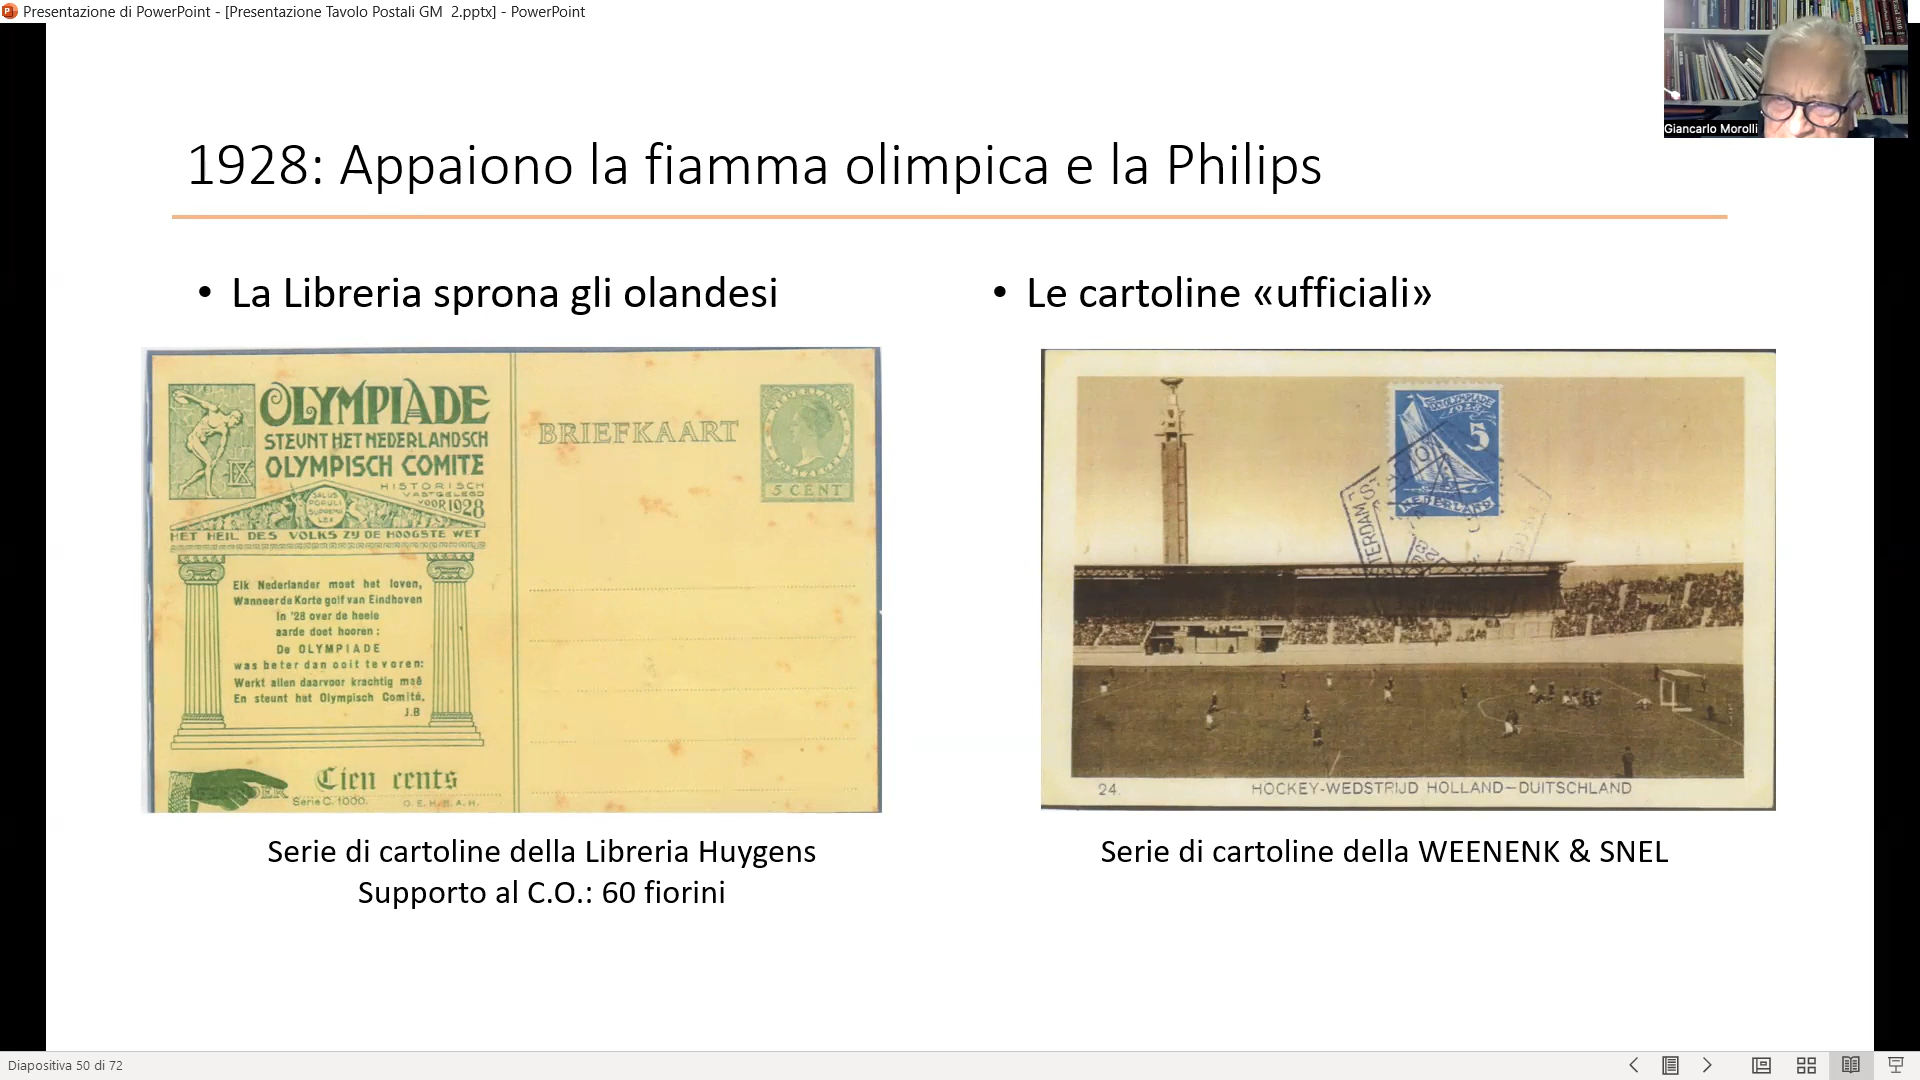 Presentazione di PowerPoint - [Presentazione Tavolo Postali GM 2.pptx] - PowerPoint
Giancarlo Morolli
1928: Appaiono la fiamma olimpica e la Philips
• La Libreria sprona gli olandesi
OLYMPIADE
STEUNT HET NEDERLANDSCH
OLYMPISCH COMITE
HISTORISCH
VASTGELEGD
VOOR 1928
SALUS
POPULI
SUPREMA
LEX
HET HEIL DES VOLKS ZY DE HOOGSTE WET
Elk Nederlander moet het loven,
Wanneer de Korte golf van Eindhoven
In '28 over de heele
aarde doet hooren:
De OLYMPIADE
was beter dan ooit te voren:
Werkt allen daarvoor krachtig meê
En steunt het Olympisch Comité.
J.B
Tien cents
Serie C. 1000.
BRIEFKAART
NEDERLAND
5 CENT
Serie di cartoline della Libreria Huygens
Supporto al C.O.: 60 fiorini
• Le cartoline «ufficiali»
OLYMPIADE
1928
5
NEDERLAND
24.
HOCKEY-WEDSTRIJD HOLLAND-DUITSCHLAND
Serie di cartoline della WEENENK & SNEL
Diapositiva 50 di 72